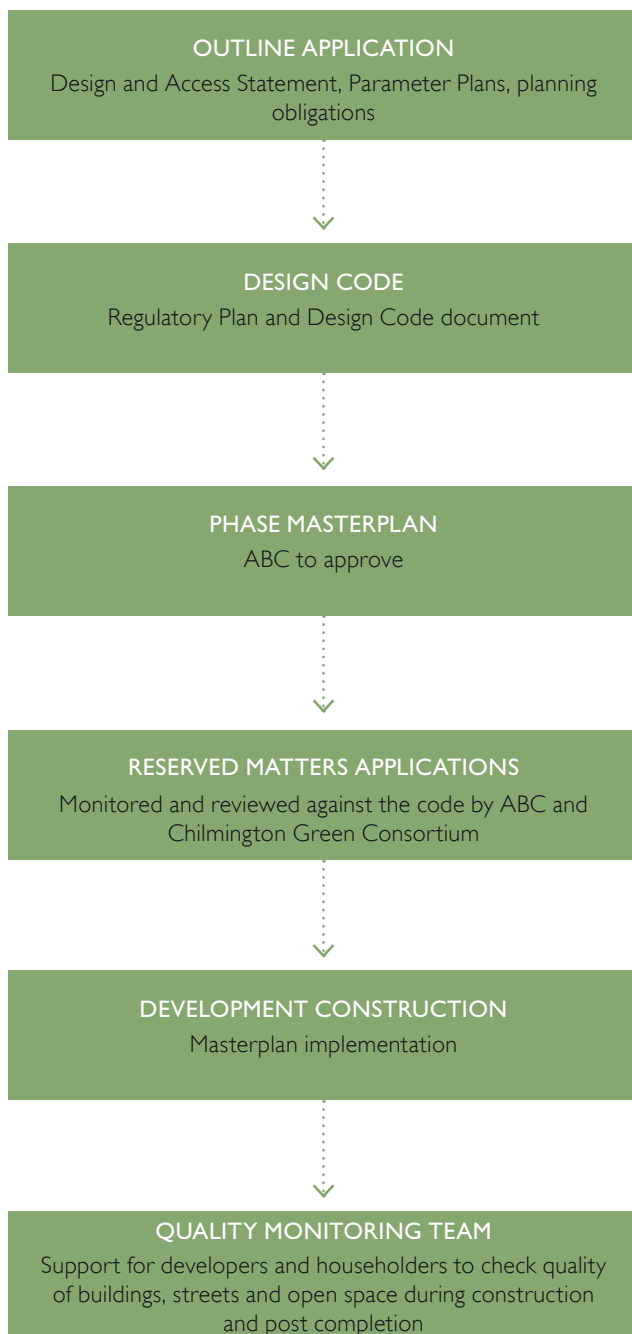 OUTLINE APPLICATION
Design and Access Statement, Parameter Plans, planning
obligations
DESIGN CODE
Regulatory Plan and Design Code document
PHASE MASTERPLAN
ABC to approve
RESERVED MATTERS APPLICATIONS
Monitored and reviewed against the code by ABC and
Chilmington Green Consortium
DEVELOPMENT CONSTRUCTION
Masterplan implementation
QUALITY MONITORING TEAM
Support for developers and householders to check quality
of buildings, streets and open space during construction
and post completion